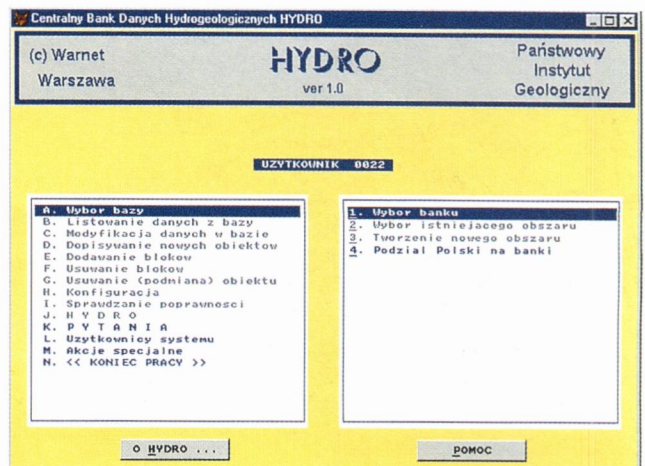 Centralny Bank Danych Hydrogeologicznych HYDRO
(c) Warnet
Warszawa
HYDRO
ver 1.0
Państwowy
Instytut
Geologiczny
UZYTKOWNIK 0022
A. Wybor bazy
B. Listowanie danych z bazy
C. Modyfikacja danych w bazie
D. Dopisywanie nowych obiektow
E. Dodawanie blokow
F. Usuwanie blokow
G. Usuwanie (podmiana) obiektu
H. Konfiguracja
I. Sprawdzanie poprawnosci
J. H Y D R O
K. P Y T A N I A
L. Uzytkownicy systemu
M. Akcje specjalne
N. << KONIEC PRACY >>
1. Wybor banku
2. Wybor istniejacego obszaru
3. Tworzenie nowego obszaru
4. Podzial Polski na banki
O HYDRO ...
POMOC